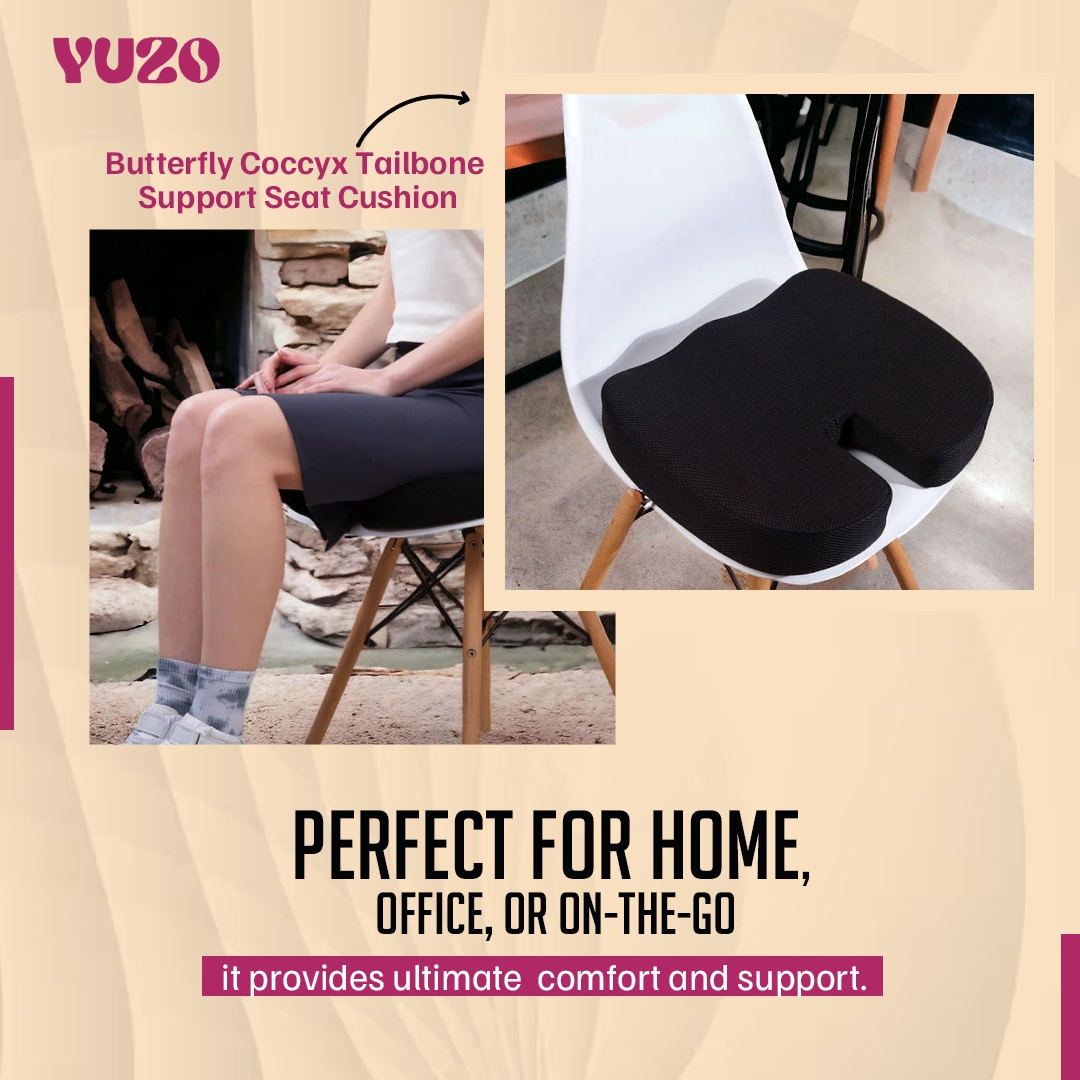 YUZO
Butterfly Coccyx Tailbone
Support Seat Cushion
PERFECT FOR HOME,
OFFICE, OR ON-THE-GO
it provides ultimate comfort and support.